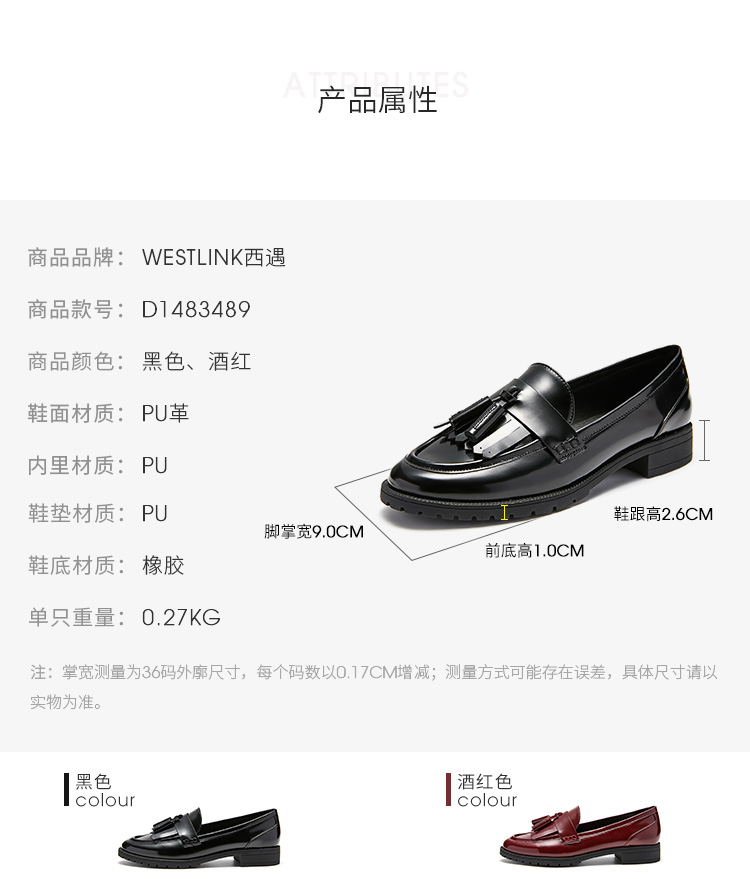 ATTRIBUTES
产品属性
商品品牌： WESTLINK西遇
商品款号： D1483489
商品颜色： 黑色、酒红
鞋面材质： PU革
内里材质： PU
鞋垫材质： PU
鞋底材质： 橡胶
单只重量： 0.27KG
脚掌宽9.0CM
前底高1.0CM
鞋跟高2.6CM
注：掌宽测量为36码外廓尺寸，每个码数以0.17CM增减；测量方式可能存在误差，具体尺寸请以
实物为准。
黑色
colour
酒红色
colour